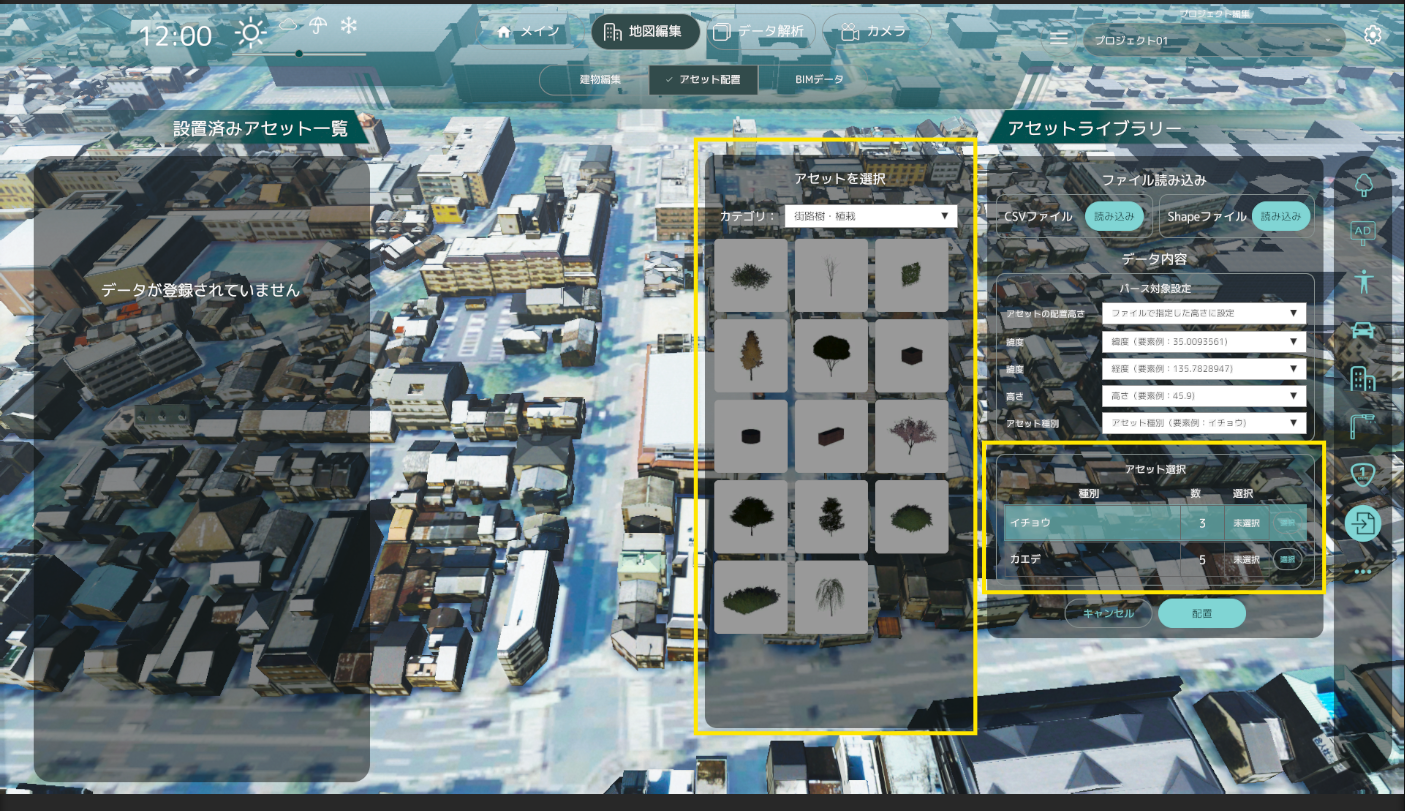 12:00
メイン
地図編集
データ解析
カメラ
プロジェクト編集
プロジェクト01
建物編集
✓ アセット配置
BIMデータ
設置済みアセット一覧
データが登録されていません
アセットを選択
カテゴリ： 街路樹・植栽 ▼
アセットライブラリー
ファイル読み込み
CSVファイル 読み込み
Shapeファイル 読み込み
データ内容
パース対象設定
アセットの配置高さ ファイルで指定した高さに設定 ▼
緯度 緯度（要素例：35.0093561） ▼
経度（要素例：135.7828947） ▼
高さ 高さ（要素例：45.9） ▼
アセット種別 アセット種別（要素例：イチョウ） ▼
アセット選択
種別 数 選択
イチョウ 3 未選択 選択
カエデ 5 未選択 選択
キャンセル
配置
AD
1